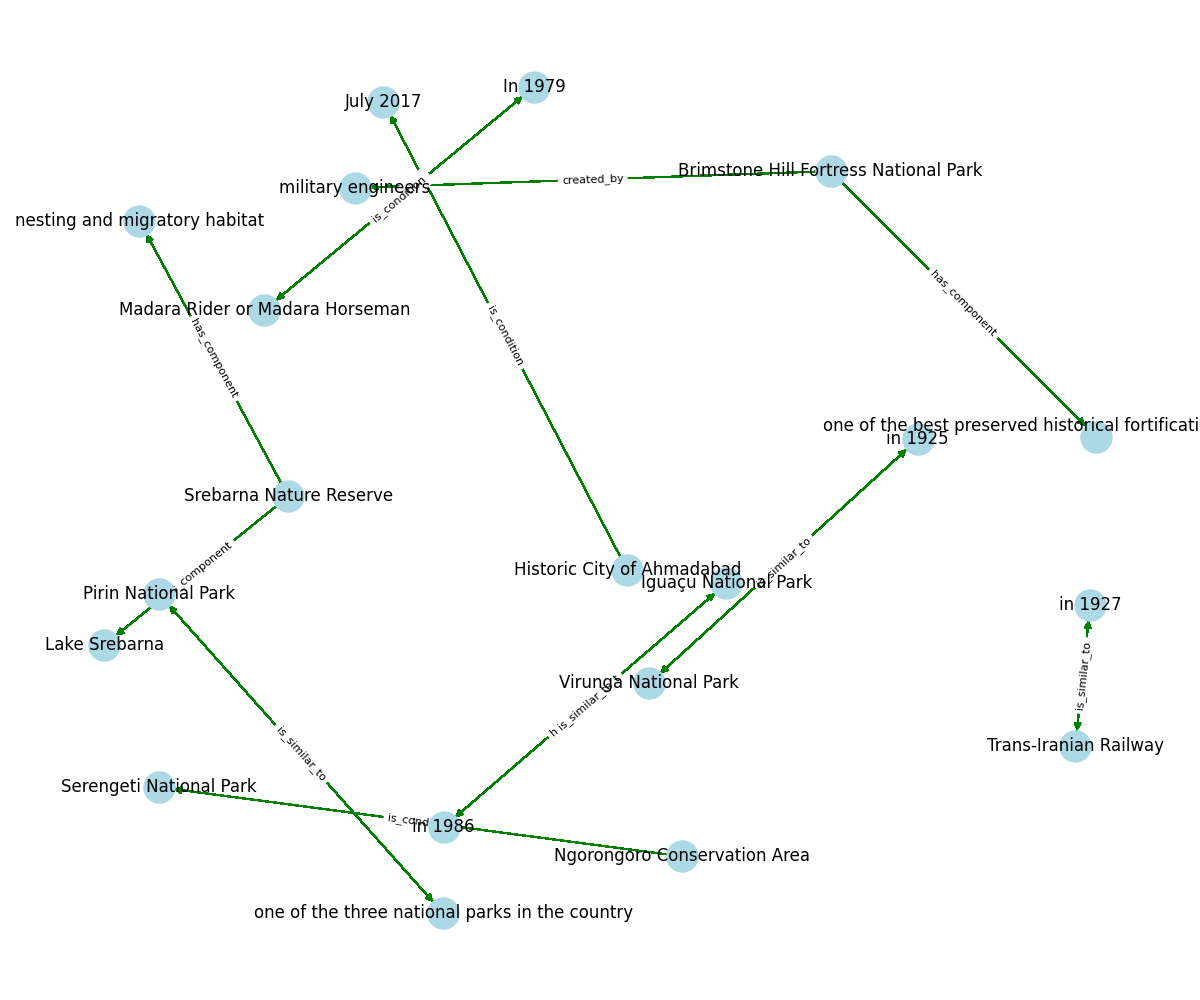 In 1979
July 2017
Brimstone Hill Fortress National Park
created_by
military engineers
is_condition
nesting and migratory habitat
has_component
Madara Rider or Madara Horseman
is_condition
has_component
one of the best preserved historical fortificati
in 1925
Srebarna Nature Reserve
component
is_similar_to
Historic City of Ahmadabad
Iguaçu National Park
Pirin National Park
in 1927
Lake Srebarna
is_similar_to
Virunga National Park
h is_similar_to
is_similar_to
Trans-Iranian Railway
Serengeti National Park
is_cond
in 1986
Ngorongoro Conservation Area
one of the three national parks in the country